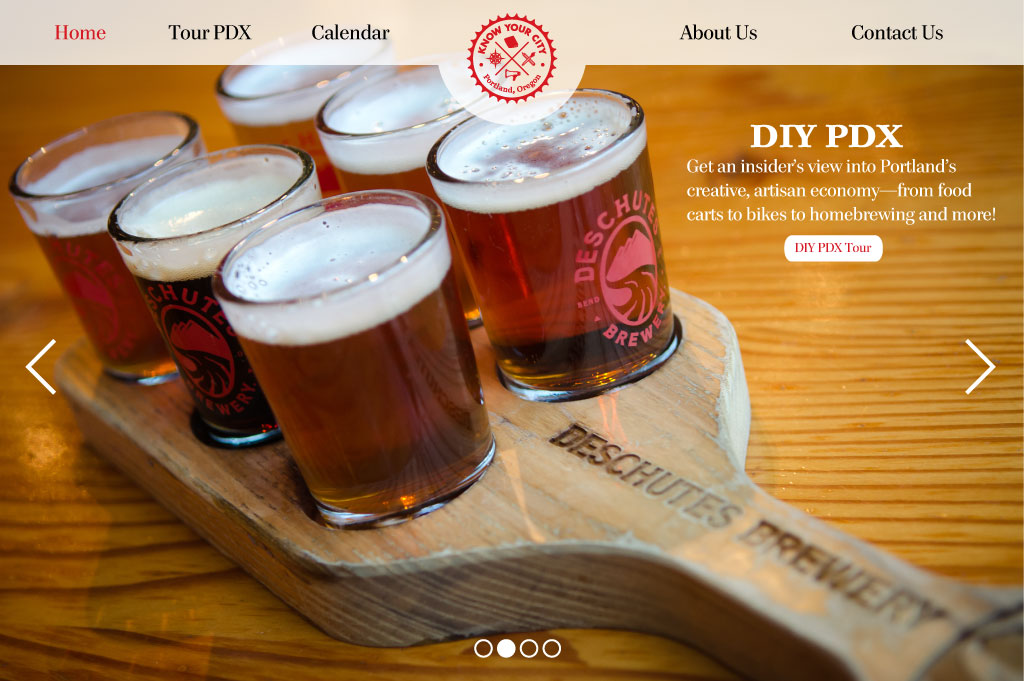 Home
Tour PDX
Calendar
KNOW YOUR CITY
Portland, Oregon
About Us
Contact Us
DIY PDX
Get an insider's view into Portland's
creative, artisan economy—from food
carts to bikes to homebrewing and more!
DIY PDX Tour
DESCHUTES
BEND
BREWERY
DESCHUTES
BREWERY
DESCHUTES BREWERY